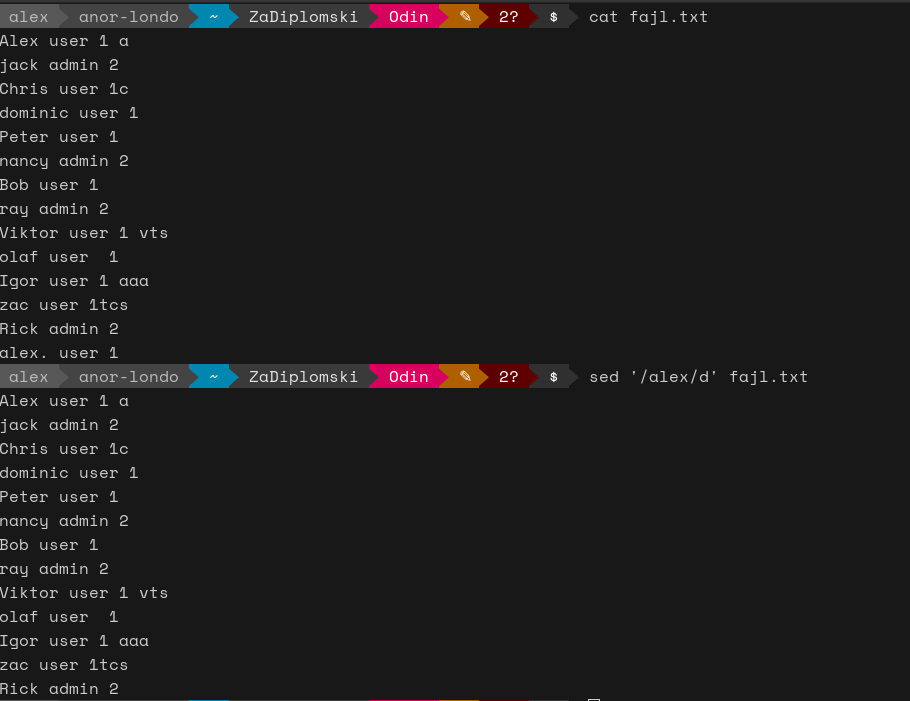 alex anor-londo ~ ZaDiplomski Odin ✎ 2? $ cat fajl.txt
Alex user 1 a
jack admin 2
Chris user 1c
dominic user 1
Peter user 1
nancy admin 2
Bob user 1
ray admin 2
Viktor user 1 vts
olaf user  1
Igor user 1 aaa
zac user 1tcs
Rick admin 2
alex. user 1
alex anor-londo ~ ZaDiplomski Odin ✎ 2? $ sed '/alex/d' fajl.txt
Alex user 1 a
jack admin 2
Chris user 1c
dominic user 1
Peter user 1
nancy admin 2
Bob user 1
ray admin 2
Viktor user 1 vts
olaf user  1
Igor user 1 aaa
zac user 1tcs
Rick admin 2